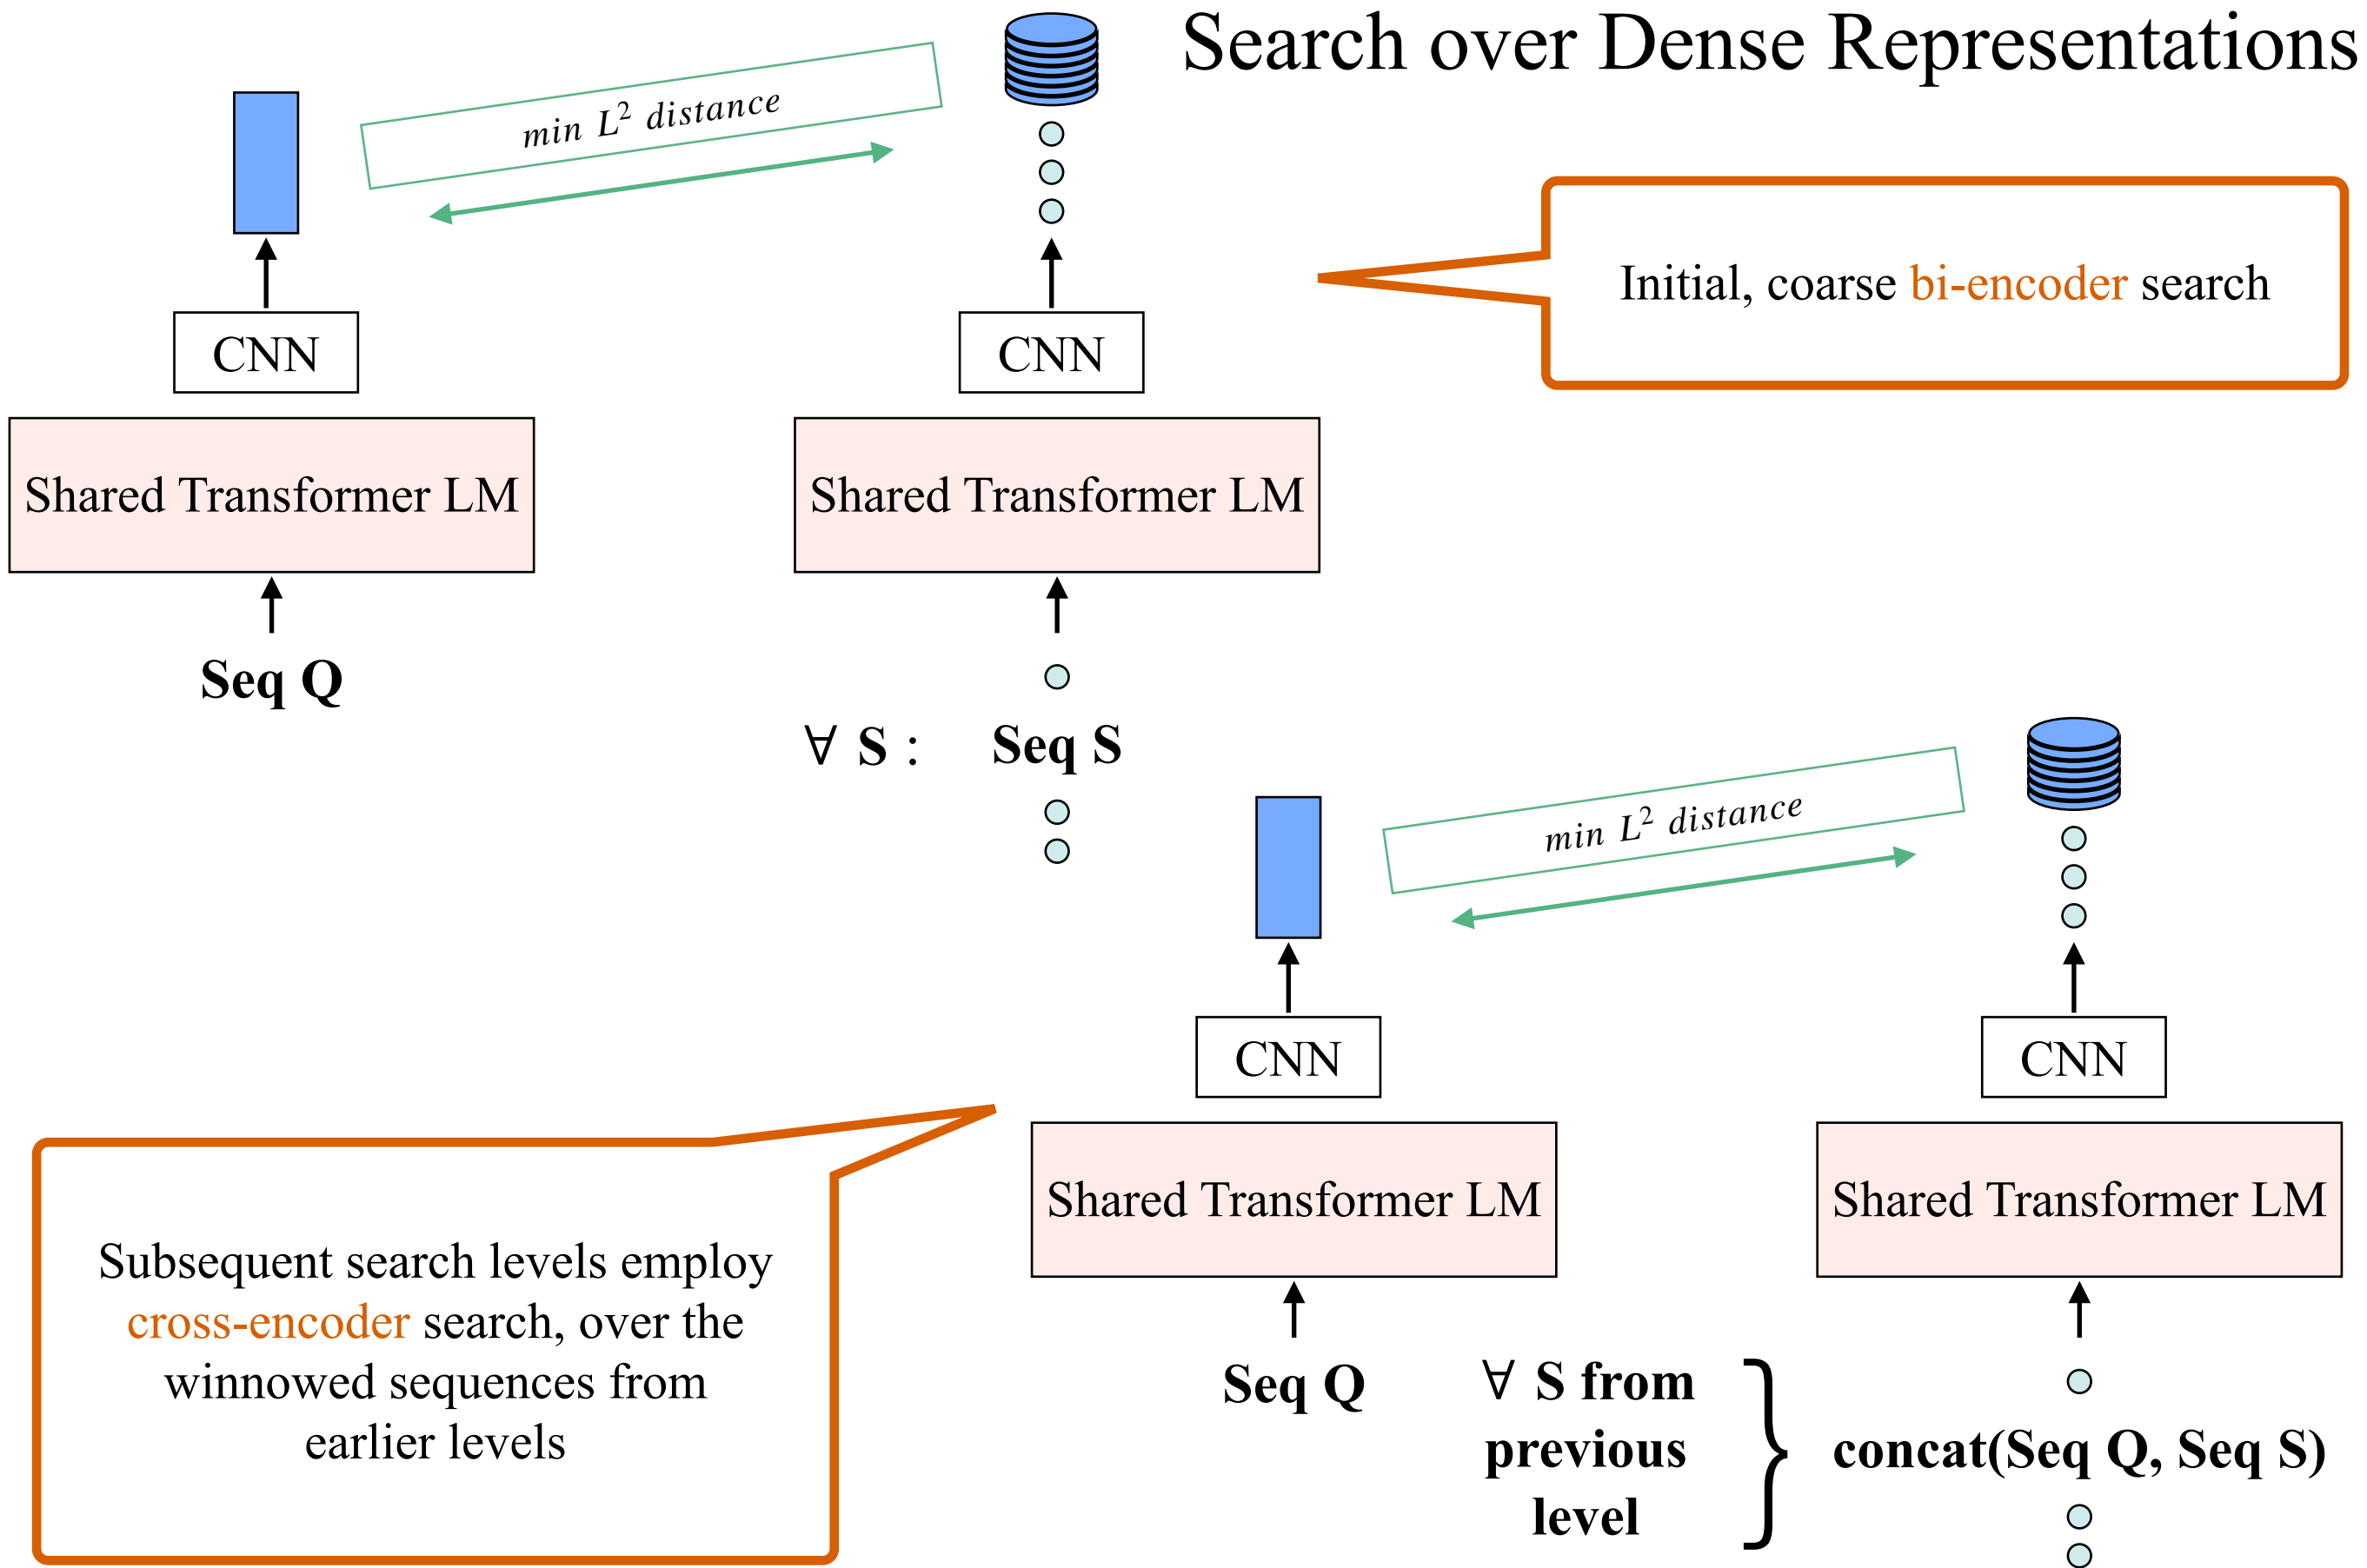 Search over Dense Representations
min L² distance
Initial, coarse bi-encoder search
CNN
CNN
Shared Transformer LM
Shared Transformer LM
Seq Q
∀ S :
Seq S
min L² distance
CNN
CNN
Shared Transformer LM
Shared Transformer LM
Subsequent search levels employ
cross-encoder search, over the
winnowed sequences from
earlier levels
Seq Q
∀ S from
previous
level
}
concat(Seq Q, Seq S)